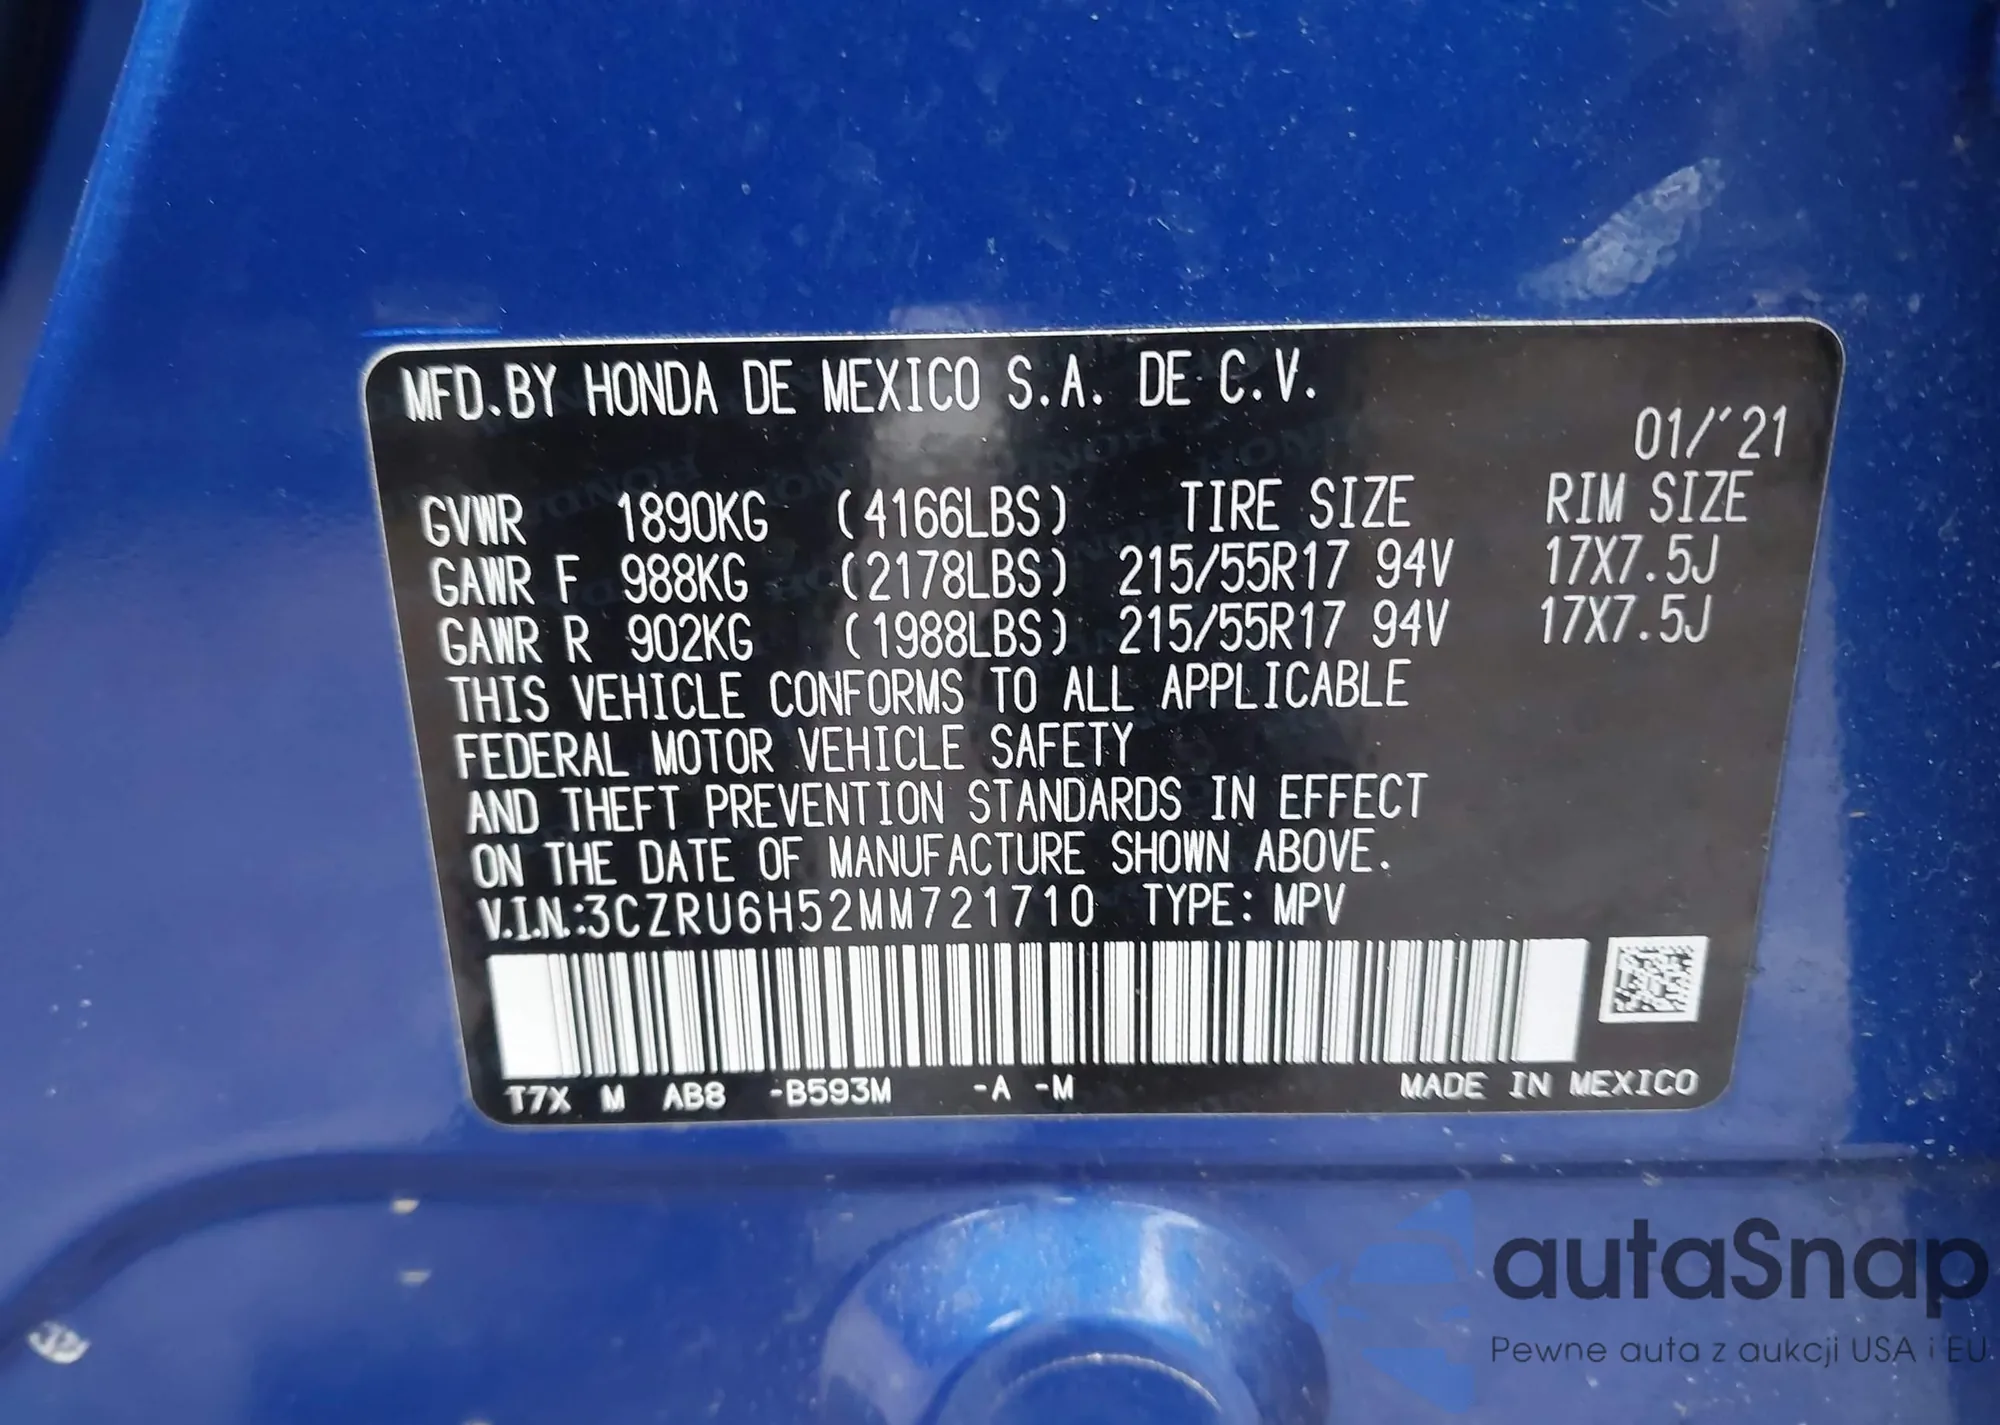 MFD.BY HONDA DE MEXICO S.A. DE C.V.
01/'21
GVWR 1890KG (4166LBS) TIRE SIZE RIM SIZE
GAWR F 988KG (2178LBS) 215/55R17 94V 17X7.5J
GAWR R 902KG (1988LBS) 215/55R17 94V 17X7.5J
THIS VEHICLE CONFORMS TO ALL APPLICABLE
FEDERAL MOTOR VEHICLE SAFETY
AND THEFT PREVENTION STANDARDS IN EFFECT
ON THE DATE OF MANUFACTURE SHOWN ABOVE.
V.I.N.:3CZRU6H52MM721710 TYPE: MPV
T7X M AB8 -B593M -A -M MADE IN MEXICO
autaSnap
Pewne auta z aukcji USA i EU